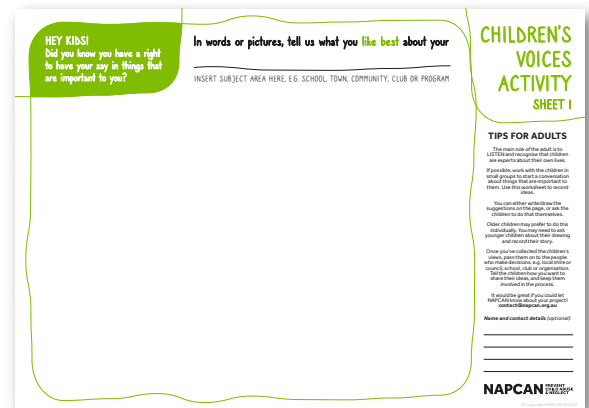 HEY KIDS!
Did you know you have a right
to have your say in things that
are important to you?
In words or pictures, tell us what you like best about your
INSERT SUBJECT AREA HERE, E.G. SCHOOL, TOWN, COMMUNITY, CLUB OR PROGRAM
CHILDREN'S
VOICES
ACTIVITY
SHEET 1
TIPS FOR ADULTS
The main role of the adult is to
LISTEN and recognise that children
are experts about their own lives.
If possible, work with the children in
small groups to start a conversation
about things that are important to
them. Use this worksheet to record
ideas.
You can either write/draw the
suggestions on the page, or ask the
children to do that themselves.
Older children may prefer to do this
individually. You may need to ask
younger children about their drawing
and record their story.
Once you've collected the children's
views, pass them on to the people
who make decisions, e.g. local shire or
council, school, club or organisation.
Tell the children how you want to
share their ideas, and keep them
involved in the process.
It would be great if you could let
NAPCAN know about your project!
contact@napcan.org.au
Name and contact details (optional):
NAPCAN PREVENT
CHILD ABUSE
& NEGLECT